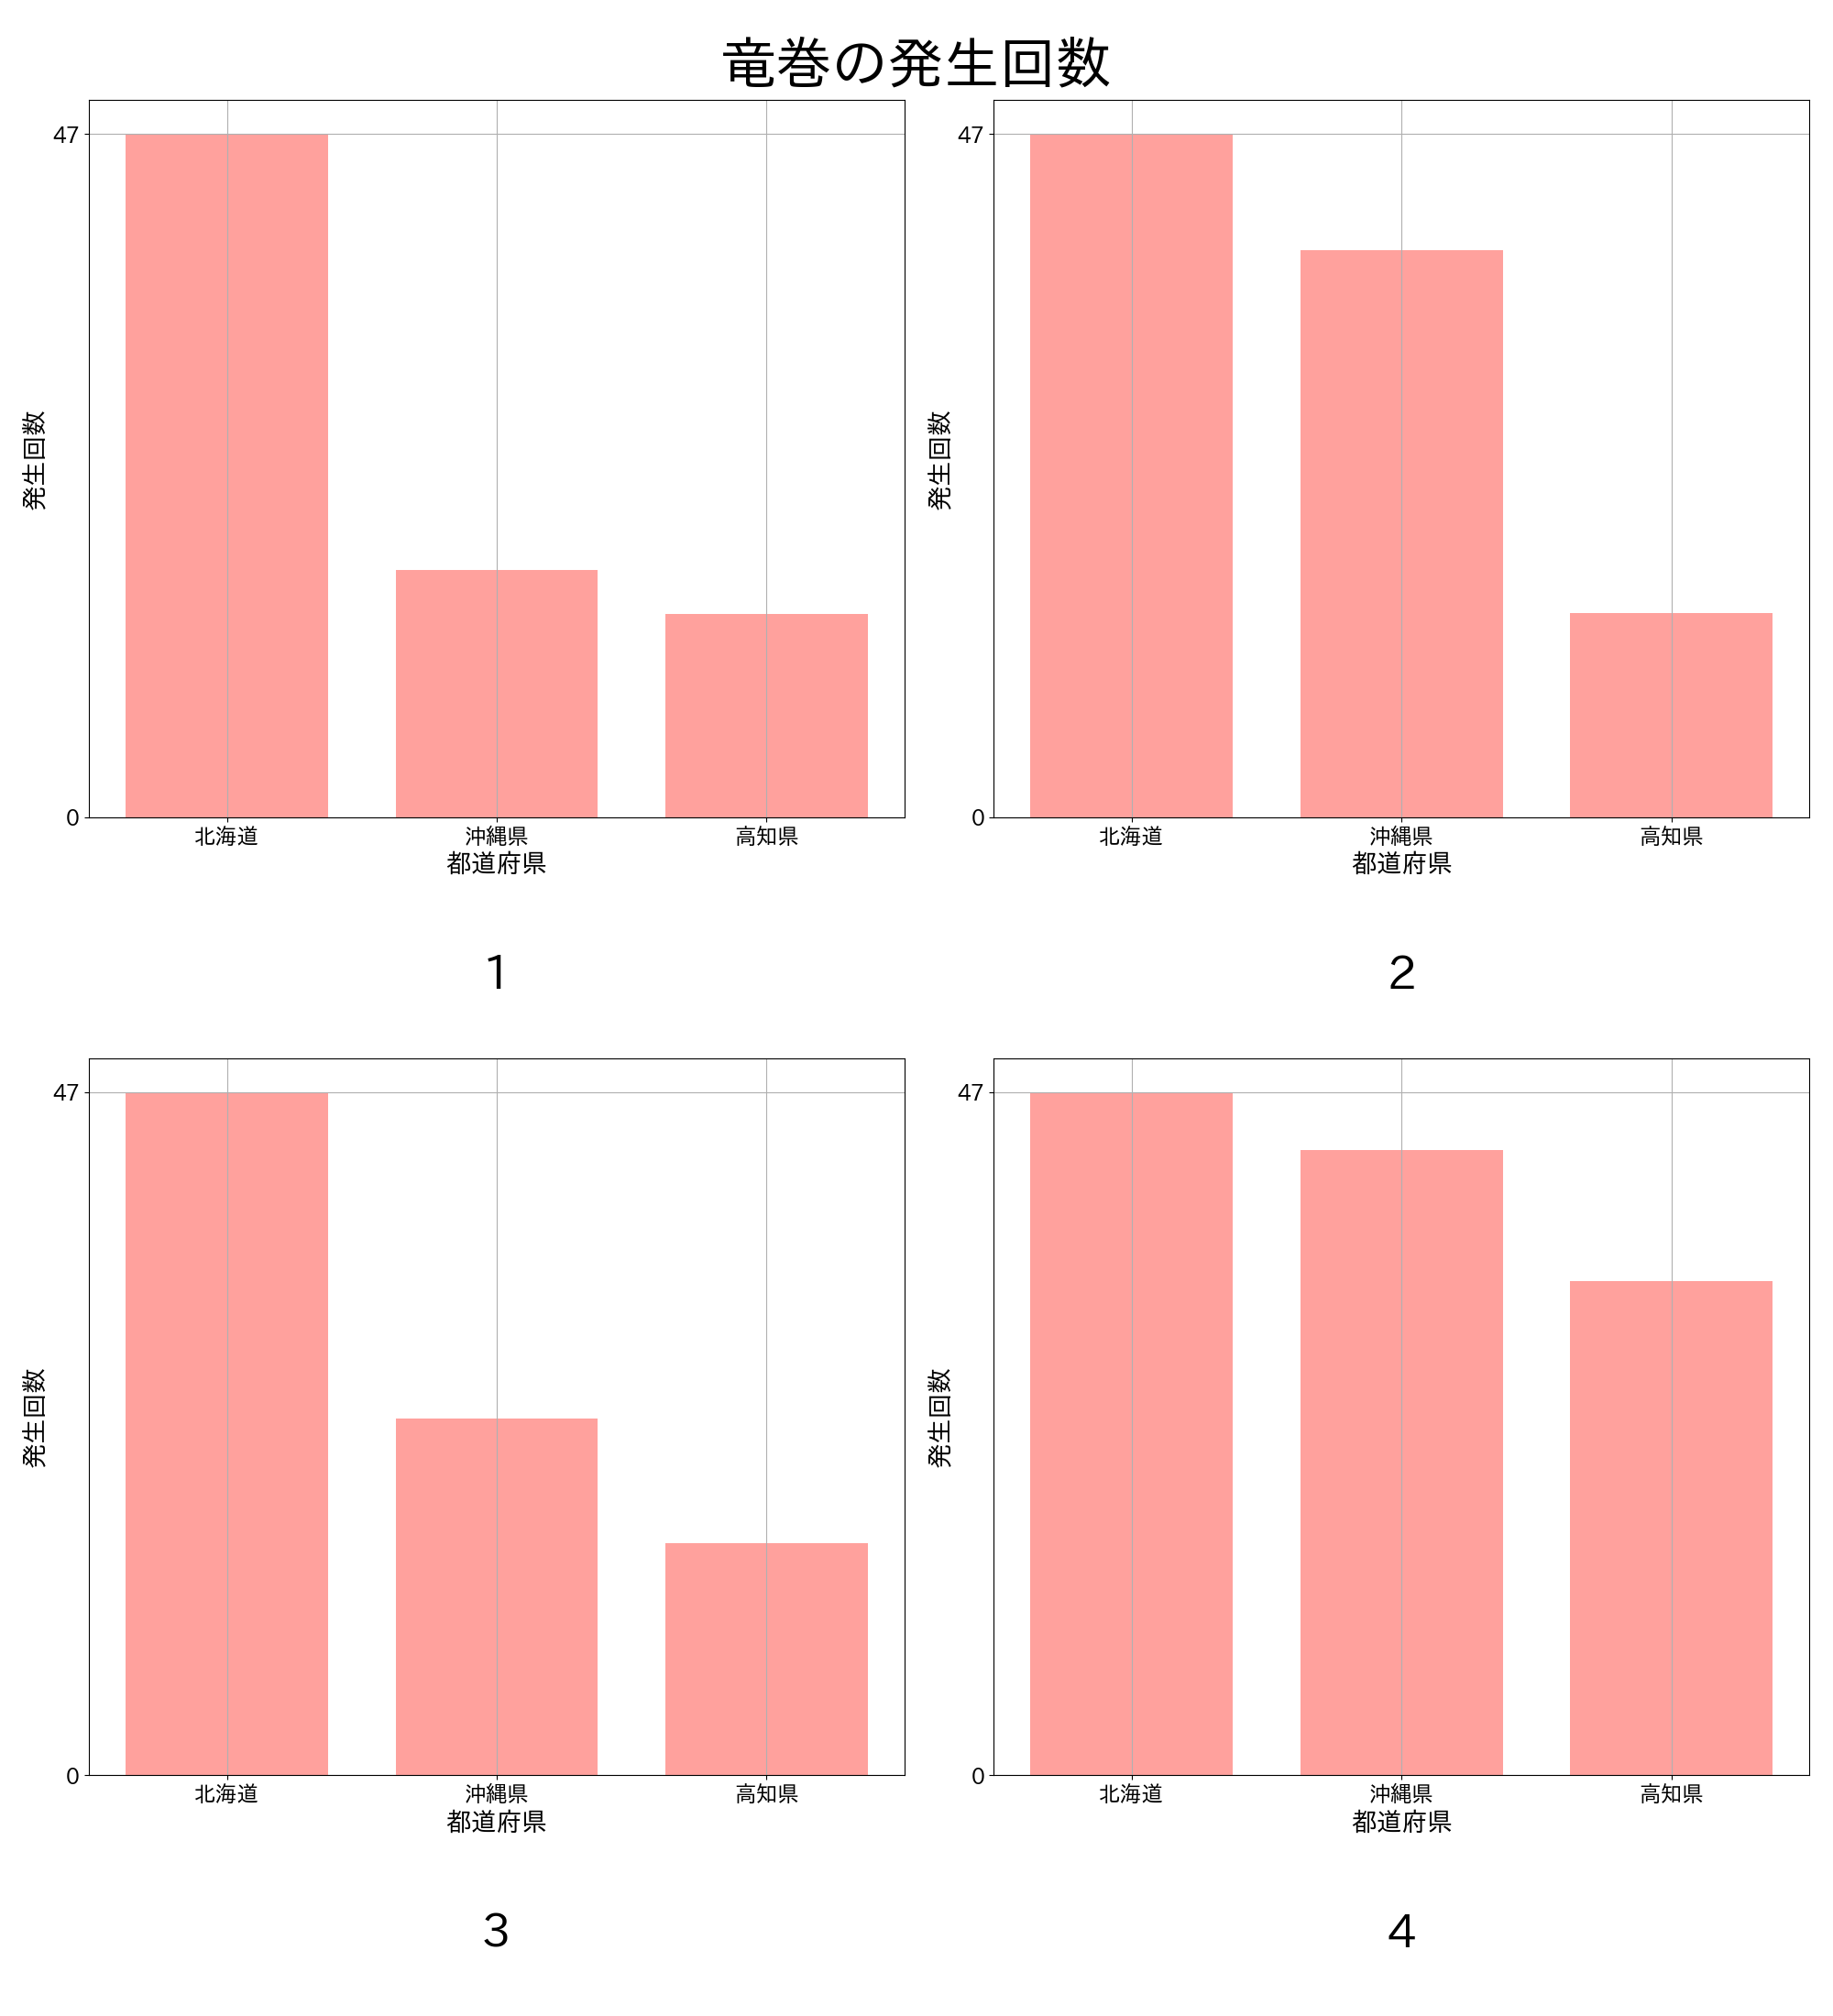 竜巻の発生回数
47
0
発生回数
北海道 沖縄県 高知県
都道府県
1
47
0
発生回数
北海道 沖縄県 高知県
都道府県
2
47
0
発生回数
北海道 沖縄県 高知県
都道府県
3
47
0
発生回数
北海道 沖縄県 高知県
都道府県
4